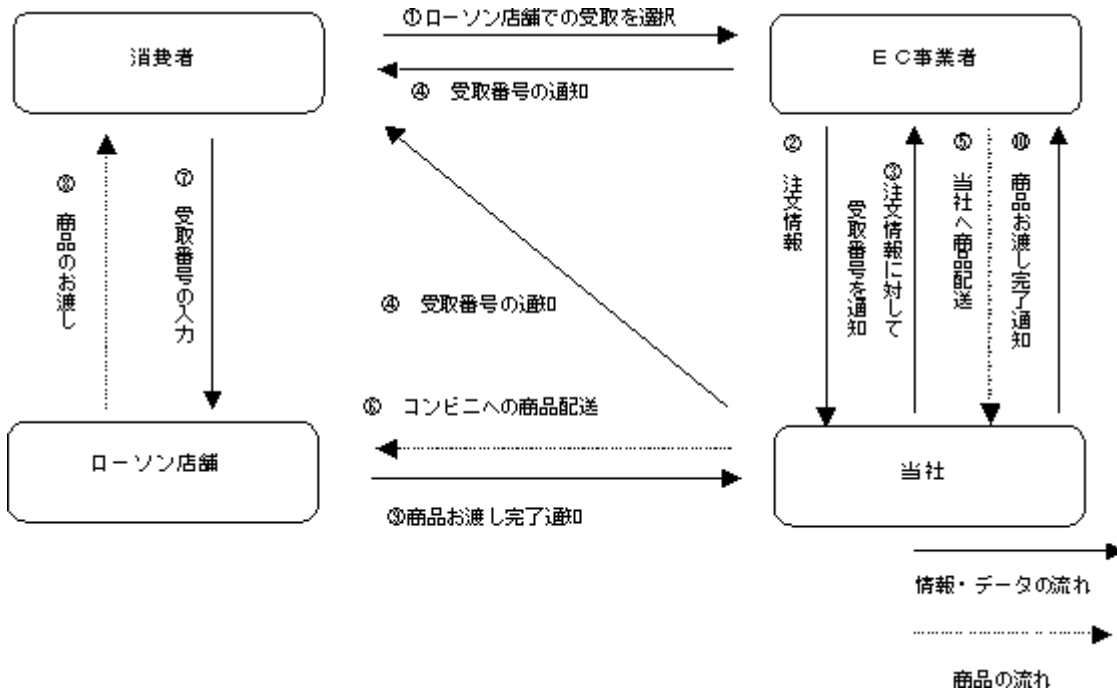 ①ローソン店舗での受取を選択
消費者
ＥＣ事業者
④　受取番号の通知
⑧　商品のお渡し
⑦　受取番号の入力
②　注文情報
③注文情報に対して
受取番号を通知
⑤　当社へ商品配送
⑩　商品お渡し完了通知
④　受取番号の通知
⑥　コンビニへの商品配送
ローソン店舗
当社
⑨商品お渡し完了通知
情報・データの流れ
商品の流れ